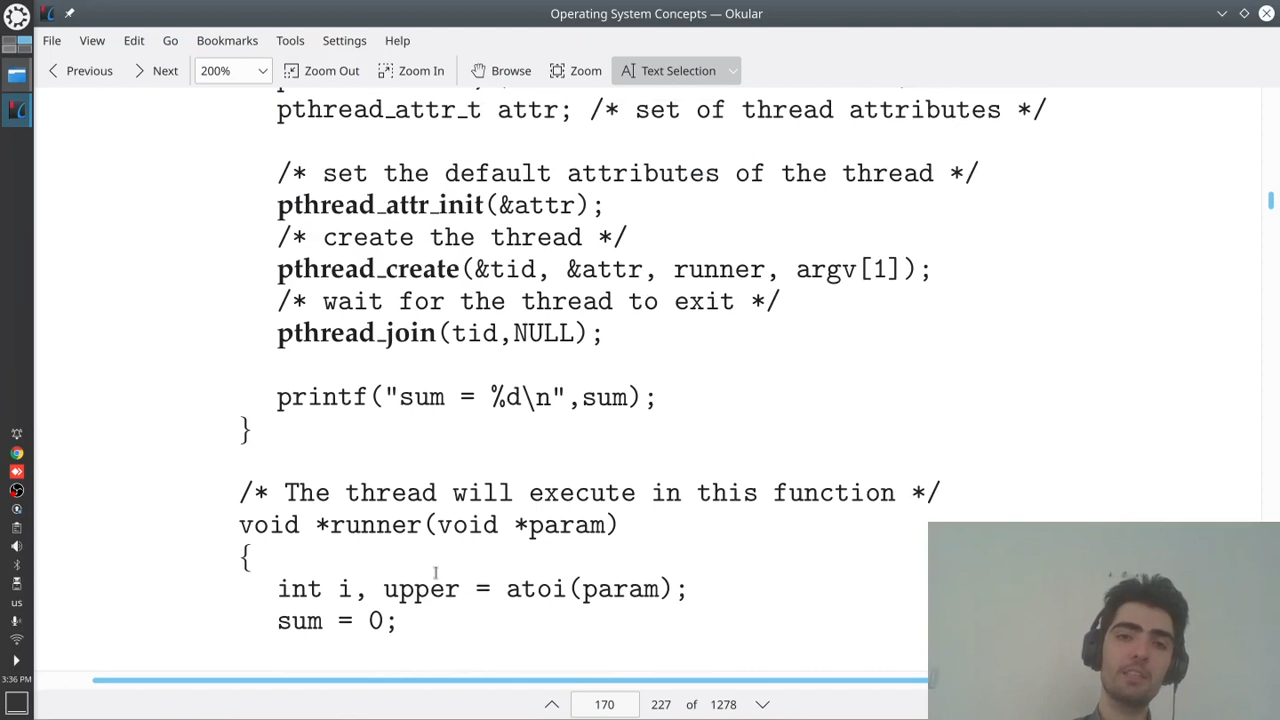 Operating System Concepts — Okular
File View Edit Go Bookmarks Tools Settings Help
Previous Next 200% Zoom Out Zoom In Browse Zoom Text Selection
pthread_attr_t attr; /* set of thread attributes */
/* set the default attributes of the thread */
pthread_attr_init(&attr);
/* create the thread */
pthread_create(&tid, &attr, runner, argv[1]);
/* wait for the thread to exit */
pthread_join(tid,NULL);
printf("sum = %d\n",sum);
}
/* The thread will execute in this function */
void *runner(void *param)
{
int i, upper = atoi(param);
sum = 0;
us
3:36 PM
170 227 of 1278